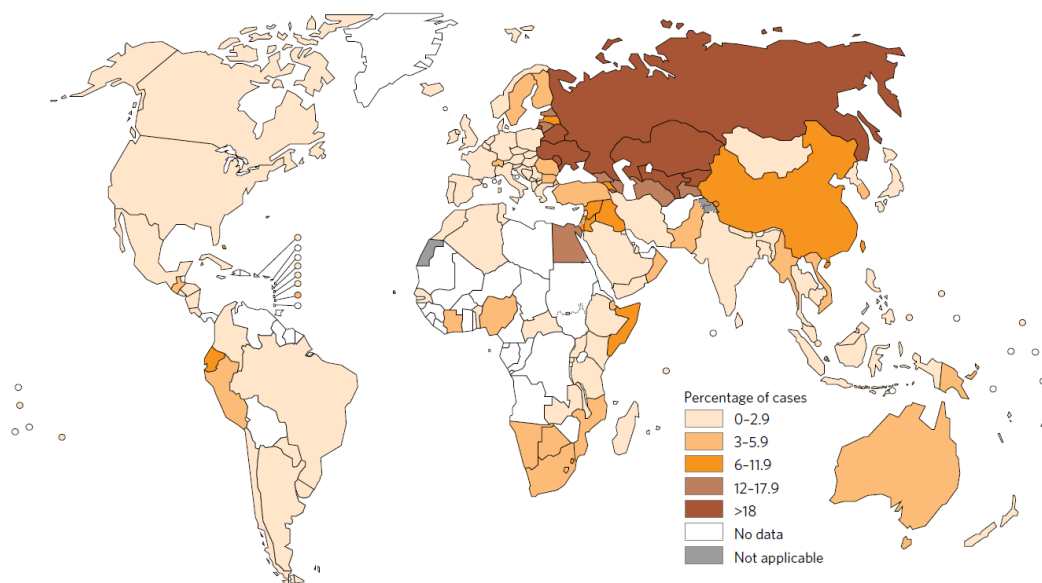 Percentage of cases
0–2.9
3–5.9
6–11.9
12–17.9
>18
No data
Not applicable